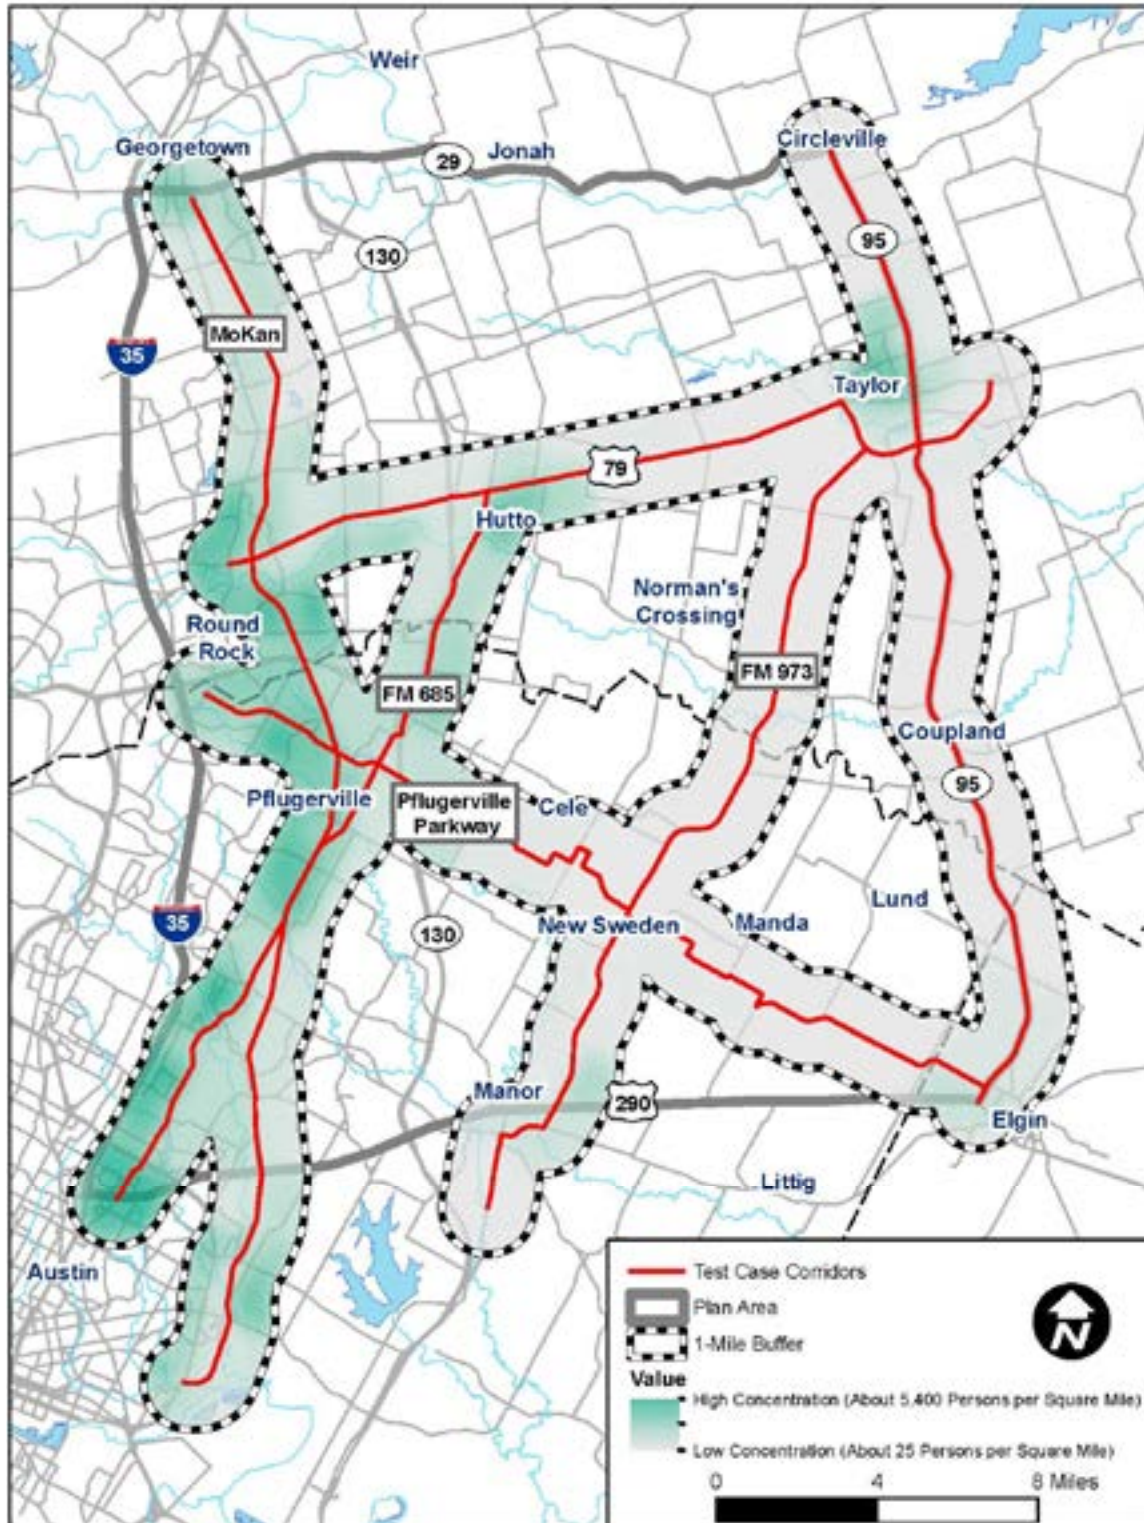 Weir
Georgetown
Circleville
29
Jonah
95
130
MoKan
35
Taylor
79
Hutto
Norman's
Crossing
Round
Rock
FM 973
FM 685
Coupland
95
Pflugerville
Pflugerville
Parkway
Cele
Lund
35
130
New Sweden
Manda
Manor
290
Elgin
Littig
Austin
Test Case Corridors
Plan Area
1-Mile Buffer
N
Value
High Concentration (About 5,400 Persons per Square Mile)
Low Concentration (About 25 Persons per Square Mile)
0 4 8 Miles